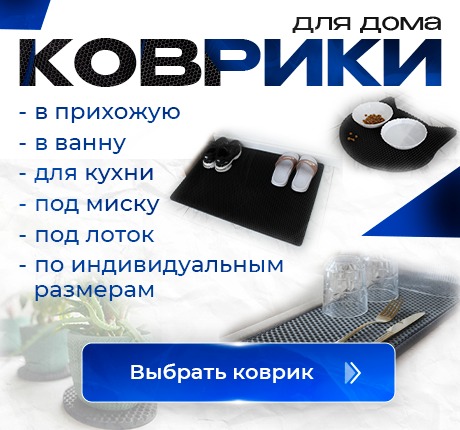 для дома
КОВРИКИ
- в прихожую
- в ванну
- для кухни
- под миску
- под лоток
- по индивидуальным
размерам
Выбрать коврик